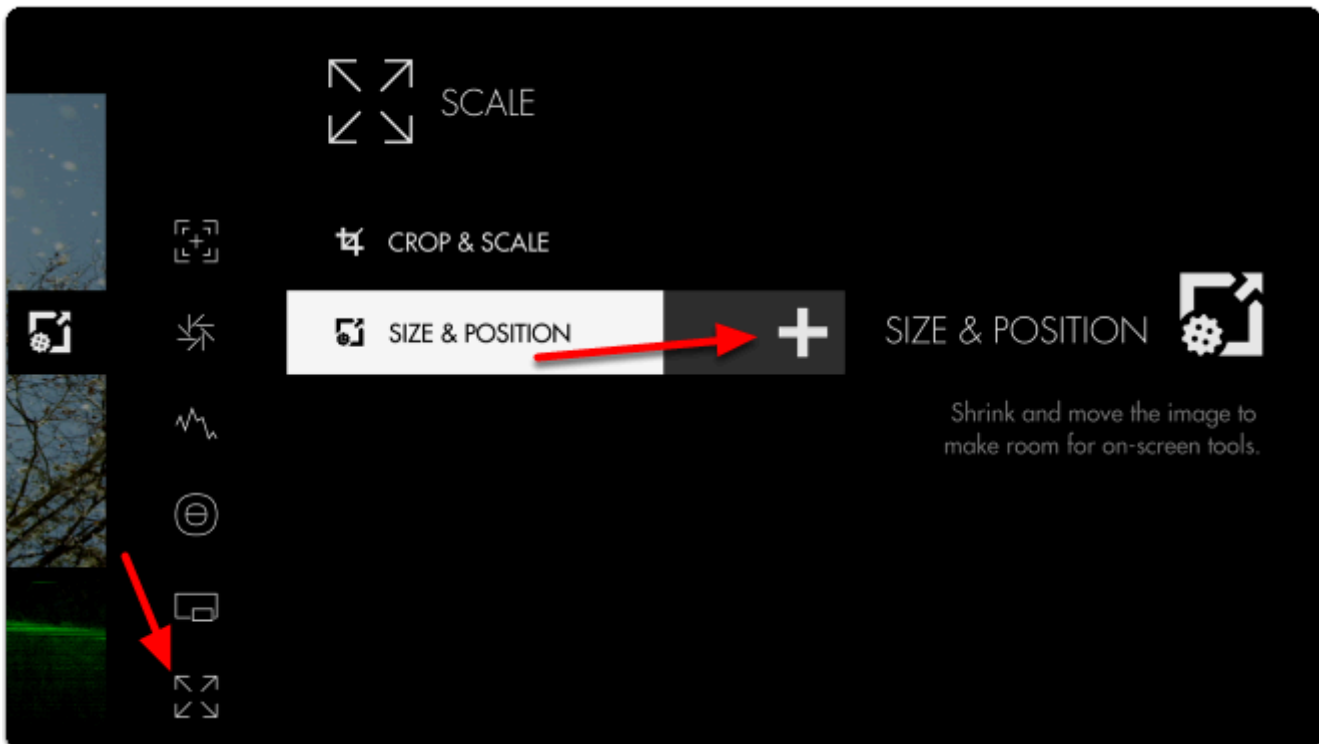 SCALE
CROP & SCALE
SIZE & POSITION
SIZE & POSITION
Shrink and move the image to
make room for on-screen tools.